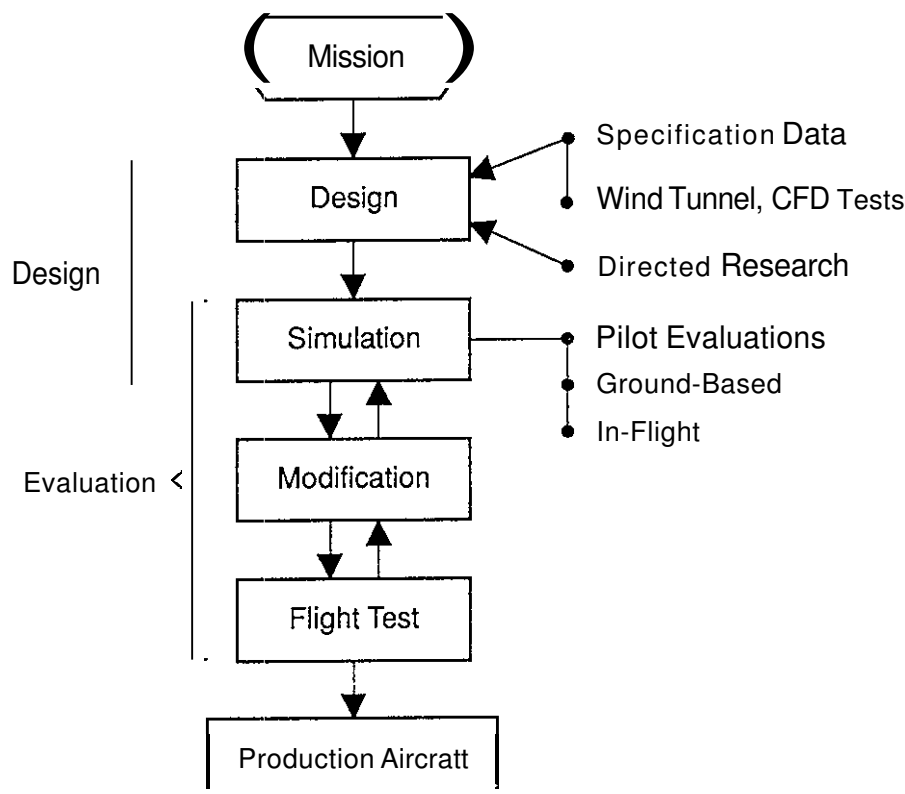 Mission
Specification Data
Design
Wind Tunnel, CFD Tests
Design
Directed Research
Simulation
Pilot Evaluations
Ground-Based
In-Flight
Evaluation <
Modification
Flight Test
Production Aircratt